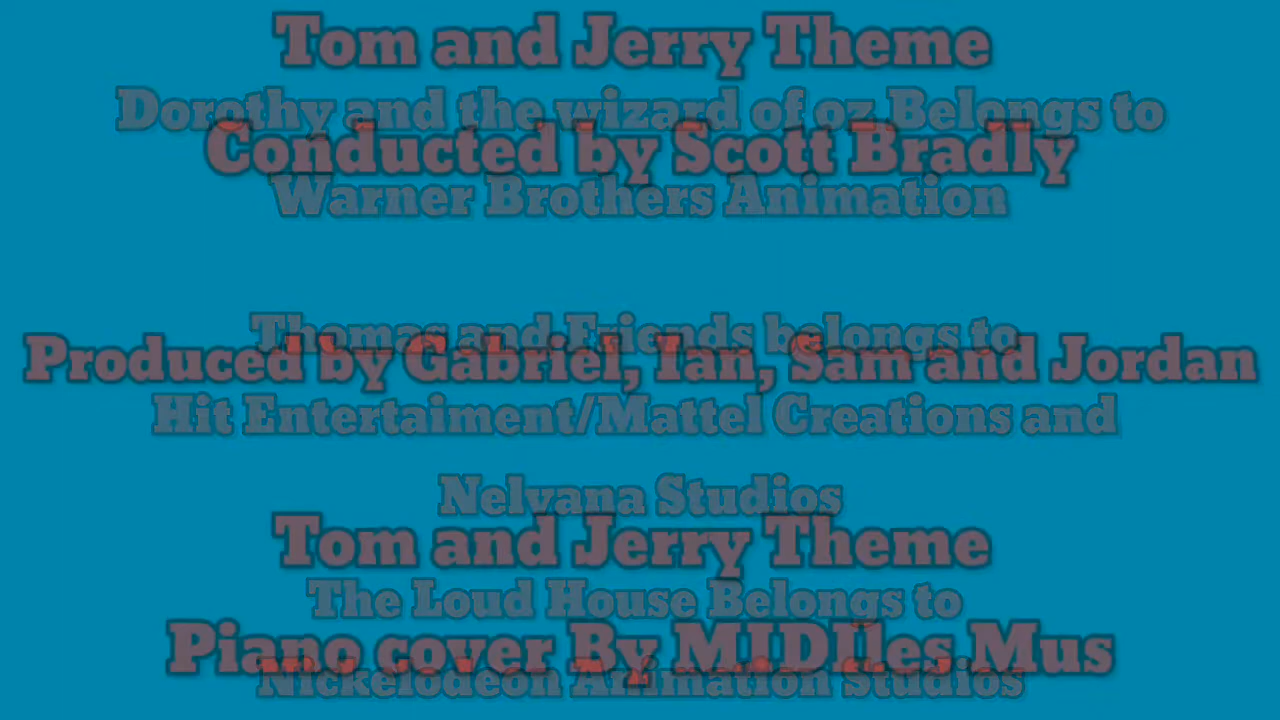 Tom and Jerry Theme
Dorothy and the wizard of oz Belongs to
Conducted by Scott Bradly
Warner Brothers Animation
Thomas and Friends belongs to
Produced by Gabriel, Ian, Sam and Jordan
Hit Entertaiment/Mattel Creations and
Nelvana Studios
Tom and Jerry Theme
The Loud House Belongs to
Piano cover By MIDIles Mus
Nickelodeon Animation Studios